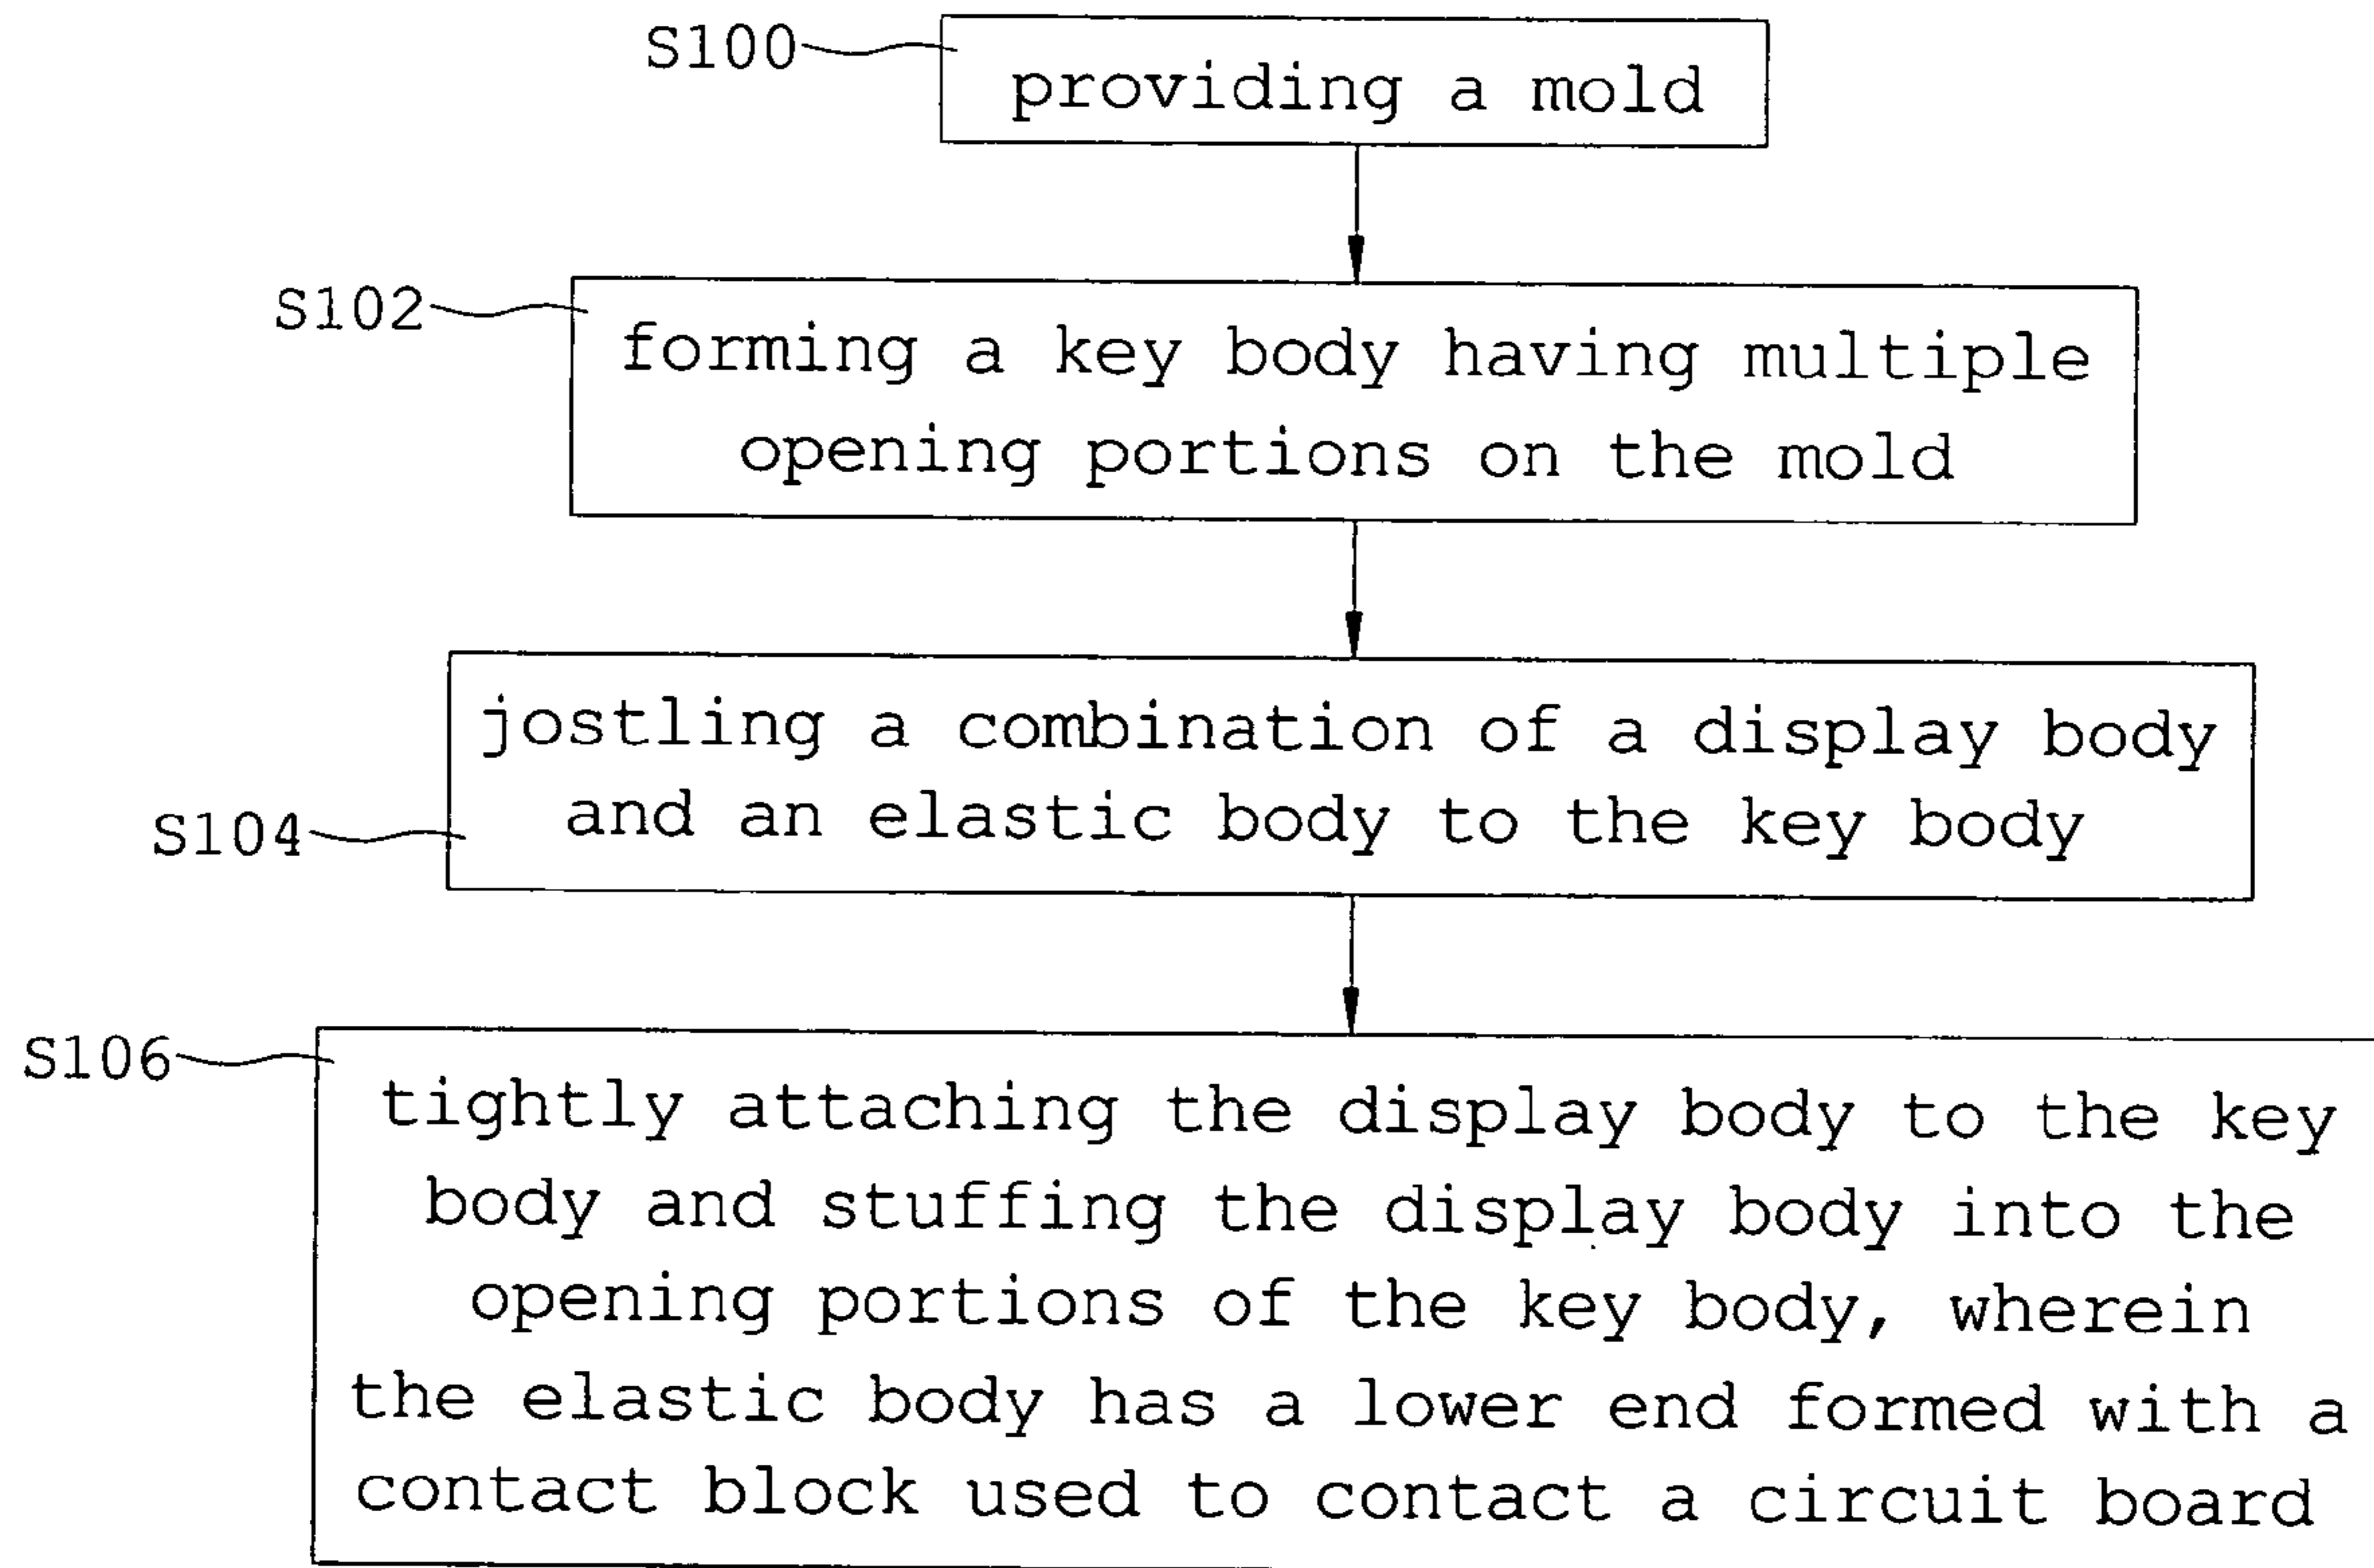 S100
providing a mold
S102
forming a key body having multiple
opening portions on the mold
jostling a combination of a display body
S104
and an elastic body to the key body
S106
tightly attaching the display body to the key
body and stuffing the display body into the
opening portions of the key body, wherein
the elastic body has a lower end formed with a
contact block used to contact a circuit board